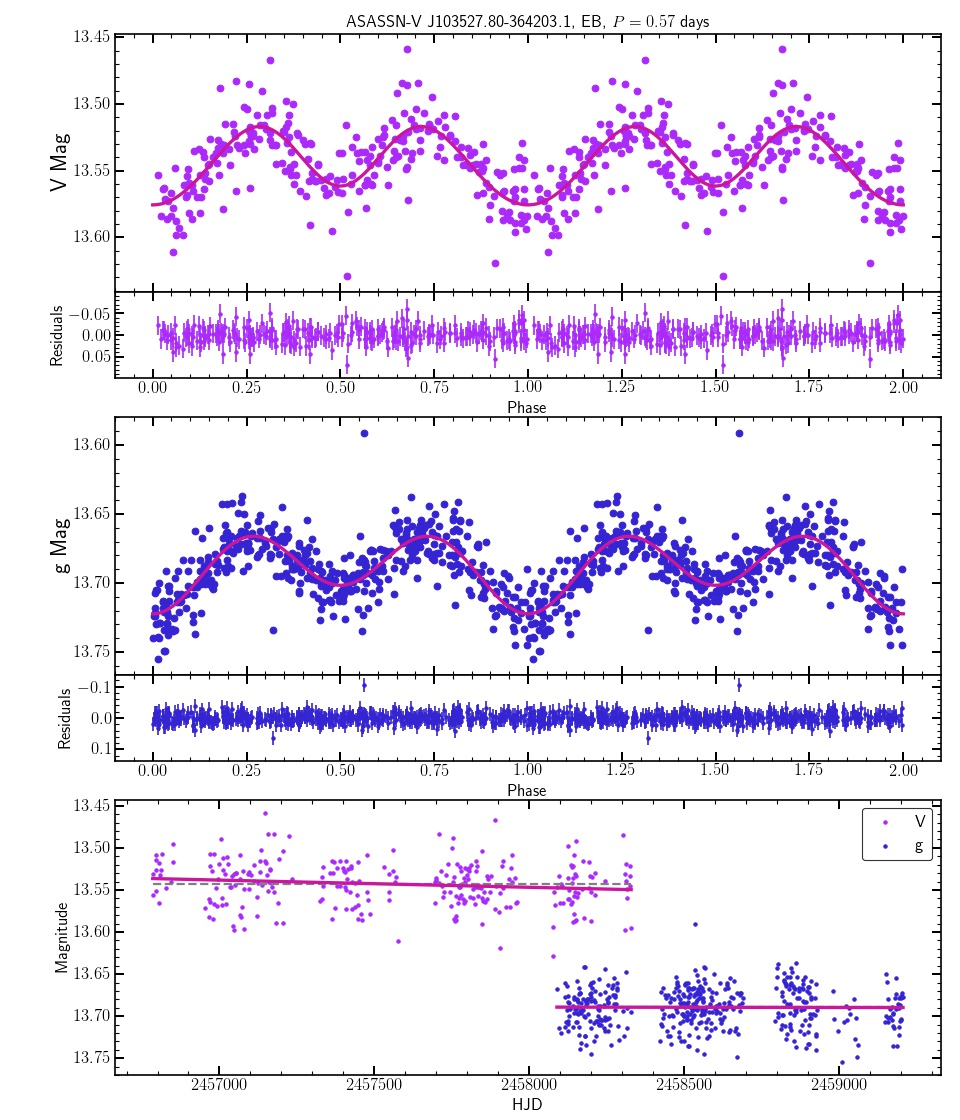 ASASSN-V J103527.80-364203.1, EB, P = 0.57 days
13.45
13.50
13.55
13.60
V Mag
−0.05
0.00
0.05
Residuals
0.00 0.25 0.50 0.75 1.00 1.25 1.50 1.75 2.00
Phase
13.60
13.65
13.70
13.75
g Mag
−0.1
0.0
0.1
Residuals
0.00 0.25 0.50 0.75 1.00 1.25 1.50 1.75 2.00
Phase
13.45
13.50
13.55
13.60
13.65
13.70
13.75
Magnitude
V
g
2457000 2457500 2458000 2458500 2459000
HJD